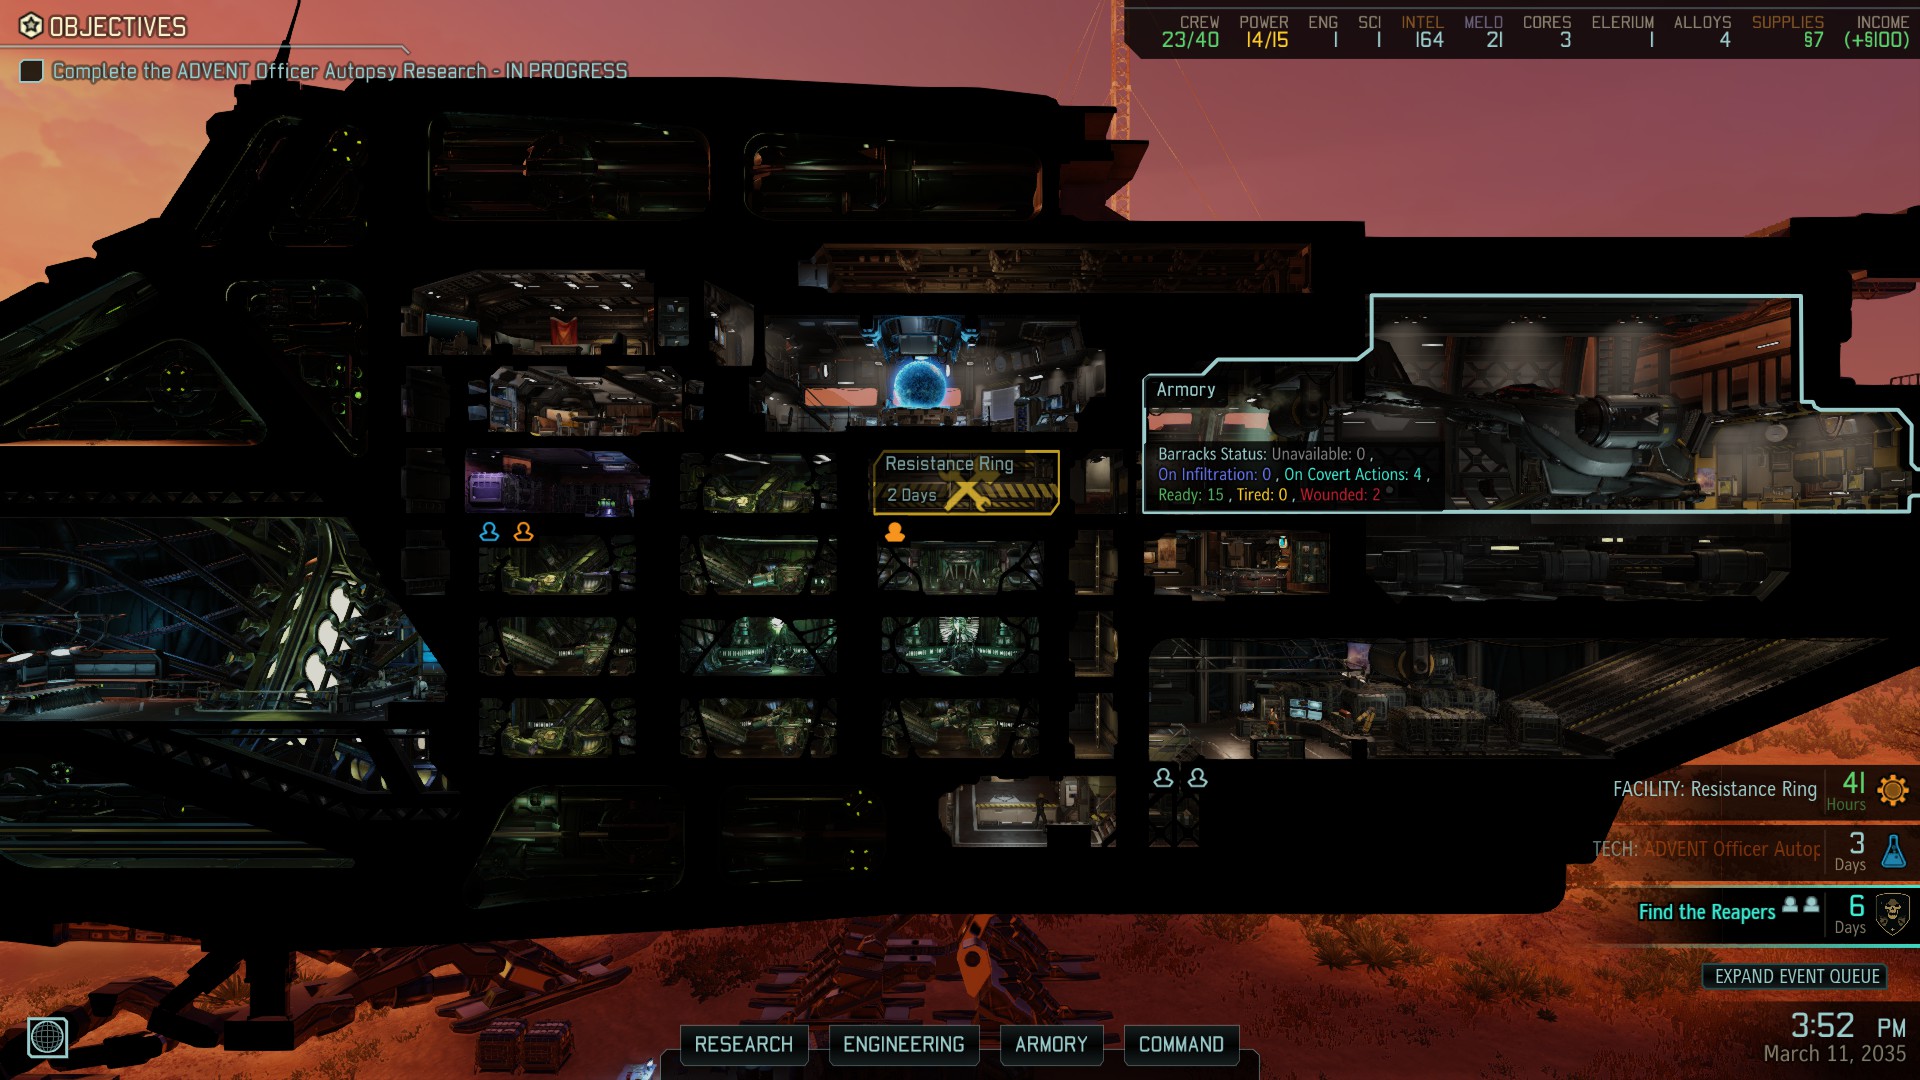 OBJECTIVES
Complete the ADVENT Officer Autopsy Research - IN PROGRESS
CREW POWER ENG SCI INTEL MELD CORES ELERIUM ALLOYS SUPPLIES INCOME
23/40 14/15 1 1 164 21 3 1 4 §7 (+§100)
Armory
Barracks Status: Unavailable: 0 ,
On Infiltration: 0 , On Covert Actions: 4 ,
Ready: 15 , Tired: 0 , Wounded: 2
Resistance Ring
2 Days
FACILITY: Resistance Ring 41 Hours
TECH: ADVENT Officer Autop 3 Days
Find the Reapers 6 Days
EXPAND EVENT QUEUE
3:52 PM
March 11, 2035
RESEARCH ENGINEERING ARMORY COMMAND